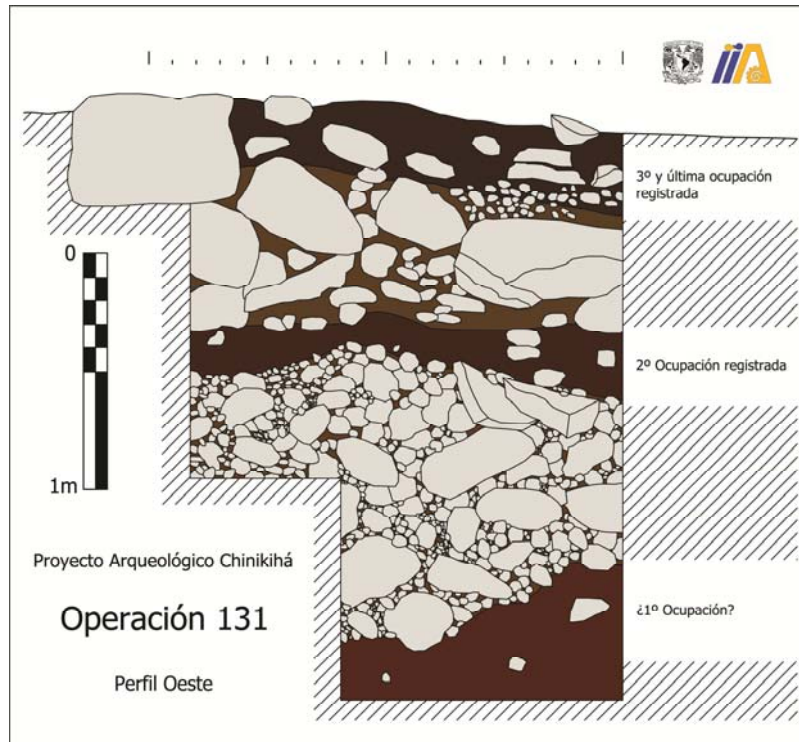 3º y última ocupación
registrada
0
2º Ocupación registrada
1m
Proyecto Arqueológico Chinikihá
Operación 131
¿1º Ocupación?
Perfil Oeste